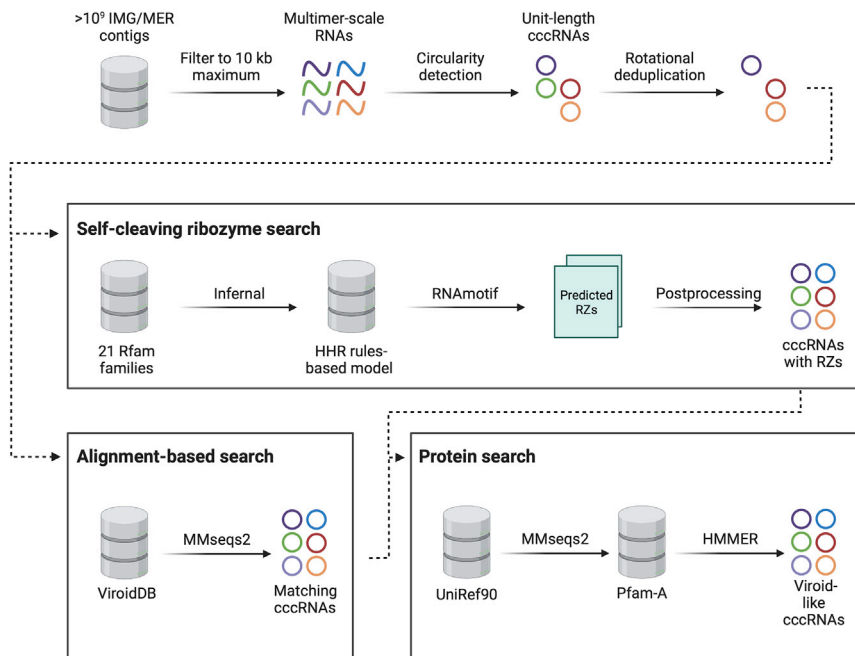 >10⁹ IMG/MER
contigs
Filter to 10 kb
maximum
Multimer-scale
RNAs
Circularity
detection
Unit-length
cccRNAs
Rotational
deduplication
Self-cleaving ribozyme search
21 Rfam
families
Infernal
HHR rules-
based model
RNAmotif
Predicted
RZs
Postprocessing
cccRNAs
with RZs
Alignment-based search
ViroidDB
MMseqs2
Matching
cccRNAs
Protein search
UniRef90
MMseqs2
Pfam-A
HMMER
Viroid-
like
cccRNAs